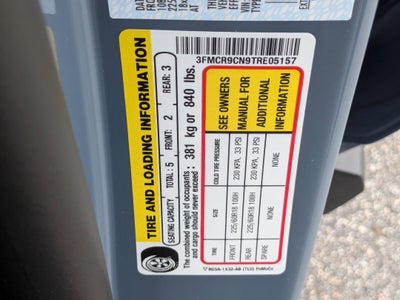 3FMCR9CN9TRE05157
TIRE AND LOADING INFORMATION
SEATING CAPACITY TOTAL: 5 FRONT: 2 REAR: 3
The combined weight of occupants
and cargo should never exceed : 381 kg or 840 lbs.
TIRE SIZE COLD TIRE PRESSURE
FRONT 225/60R18 100H 230 KPA, 33 PSI
REAR 225/60R18 100H 230 KPA, 33 PSI
SPARE NONE NONE
SEE OWNERS
MANUAL FOR
ADDITIONAL
INFORMATION